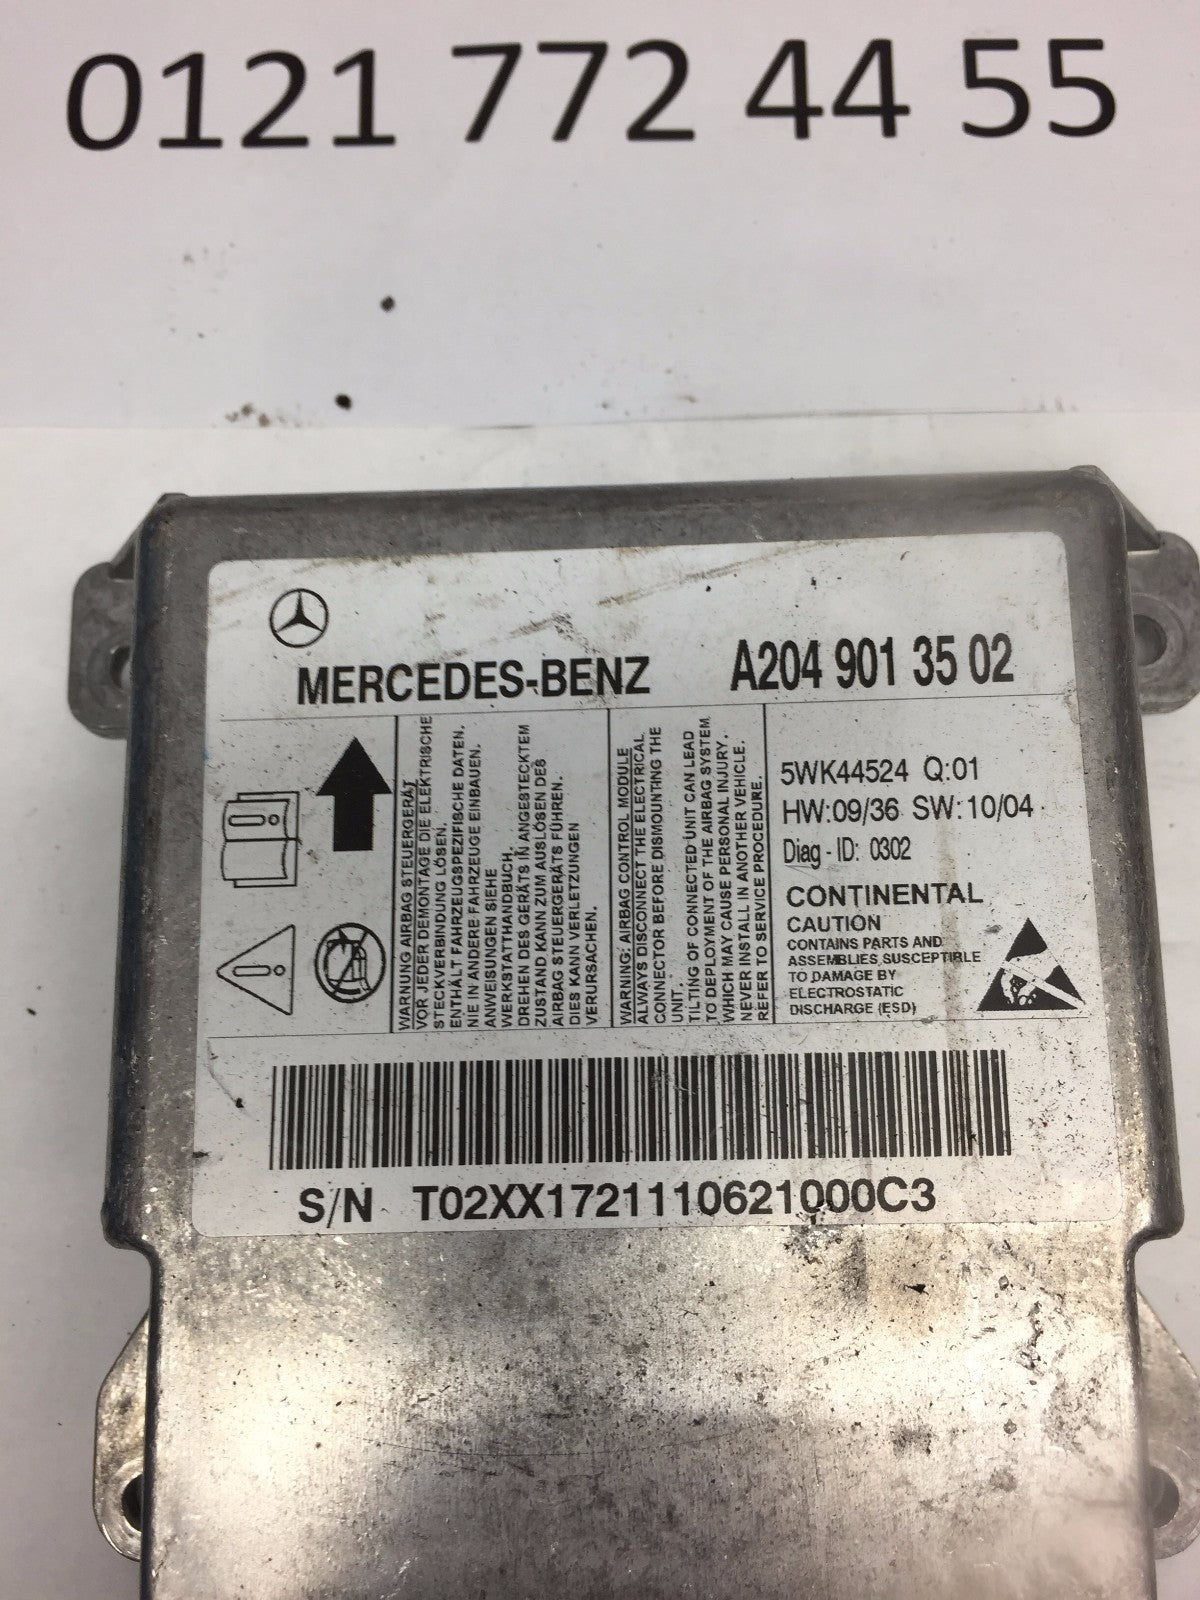 0121 772 44 55
MERCEDES-BENZ
A204 901 35 02
WARNUNG AIRBAG STEUERGERÄT
VOR JEDER DEMONTAGE DIE ELEKTRISCHE
STECKVERBINDUNG LÖSEN.
ENTHÄLT FAHRZEUGSPEZIFISCHE DATEN.
NIE IN ANDERE FAHRZEUGE EINBAUEN.
ANWEISUNGEN SIEHE
WERKSTATTHANDBUCH.
DREHEN DES GERÄTS IN ANGESTECKTEM
ZUSTAND KANN ZUM AUSLÖSEN DES
AIRBAG STEUERGERÄTS FÜHREN.
DIES KANN VERLETZUNGEN
VERURSACHEN.
WARNING: AIRBAG CONTROL MODULE
ALWAYS DISCONNECT THE ELECTRICAL
CONNECTOR BEFORE DISMOUNTING THE
UNIT.
TILTING OF CONNECTED UNIT CAN LEAD
TO DEPLOYMENT OF THE AIRBAG SYSTEM
WHICH MAY CAUSE PERSONAL INJURY.
NEVER INSTALL IN ANOTHER VEHICLE.
REFER TO SERVICE PROCEDURE.
5WK44524 Q:01
HW:09/36 SW:10/04
Diag - ID: 0302
CONTINENTAL
CAUTION
CONTAINS PARTS AND
ASSEMBLIES SUSCEPTIBLE
TO DAMAGE BY
ELECTROSTATIC
DISCHARGE (ESD)
S/N T02XX1721110621000C3